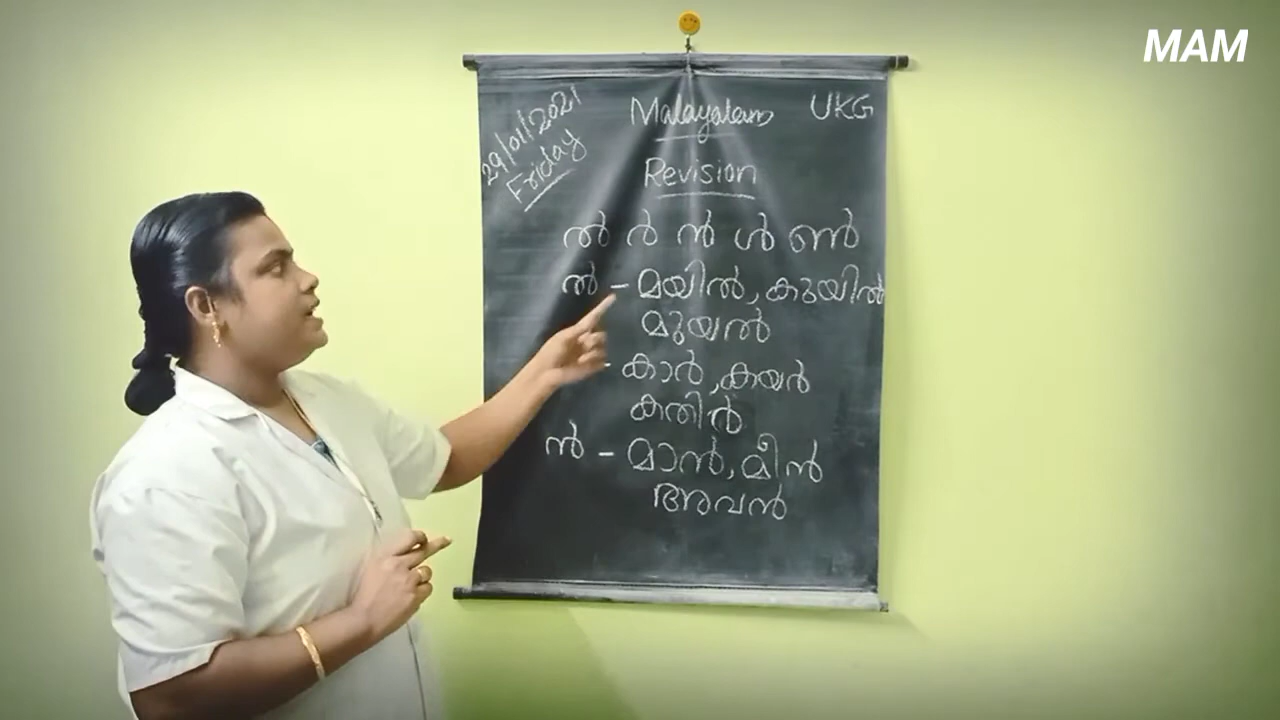 MAM
29/01/2021
Friday
Malayalam
UKG
Revision
ൽ ർ ൻ ൾ ൺ
ൽ - മയിൽ, കുയിൽ
മുയൽ
- കാർ, കയർ
കതിർ
ൻ - മാൻ, മീൻ
അവൻ